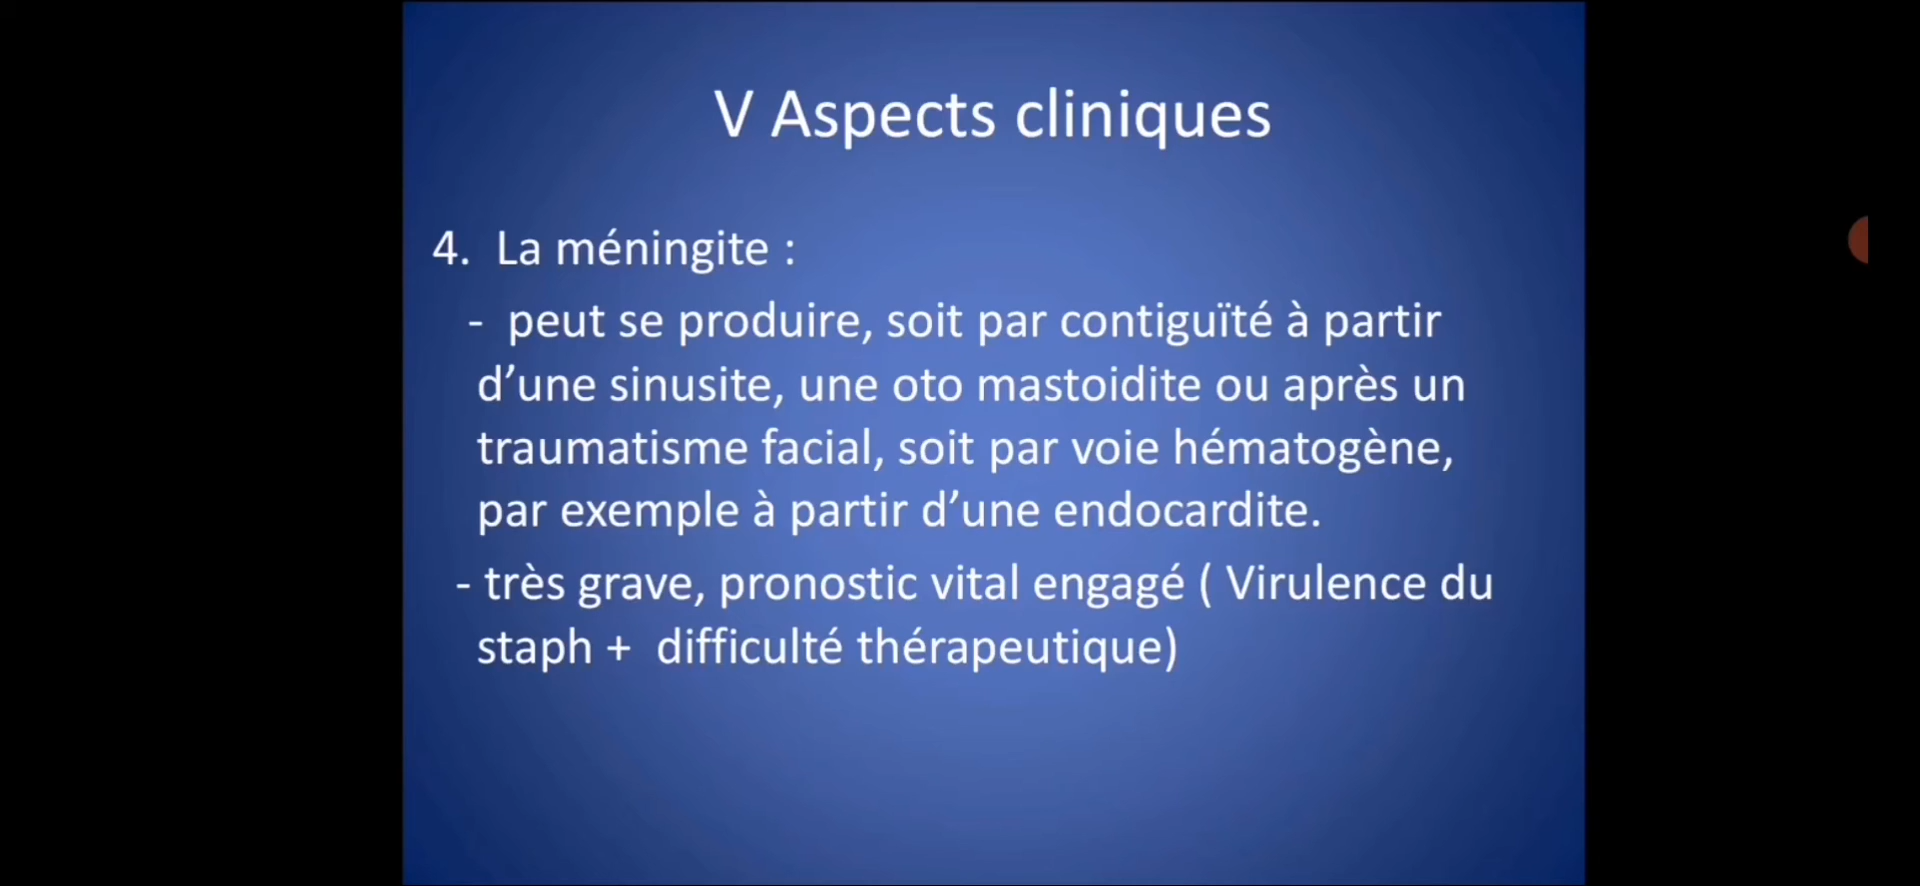 V Aspects cliniques
4. La méningite :
- peut se produire, soit par contiguïté à partir
d’une sinusite, une oto mastoidite ou après un
traumatisme facial, soit par voie hématogène,
par exemple à partir d’une endocardite.
- très grave, pronostic vital engagé ( Virulence du
staph + difficulté thérapeutique)